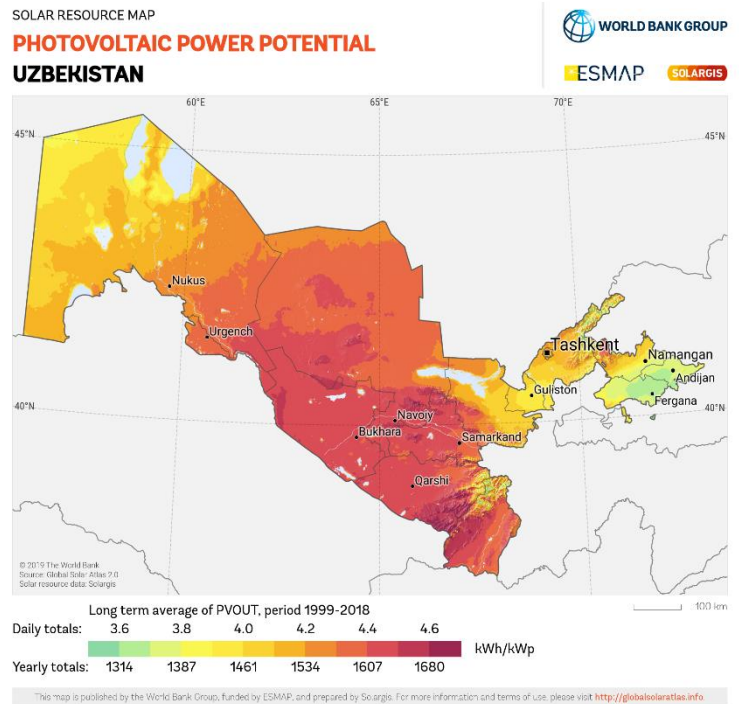 SOLAR RESOURCE MAP
PHOTOVOLTAIC POWER POTENTIAL
UZBEKISTAN
WORLD BANK GROUP
ESMAP
SOLARGIS
60°E 65°E 70°E
45°N 45°N
Nukus
Urgench
Tashkent
Namangan
Andijan
Guliston
Fergana
40°N 40°N
Navoiy
Bukhara
Samarkand
Qarshi
© 2019 The World Bank
Source: Global Solar Atlas 2.0
Solar resource data: Solargis
100 km
Long term average of PVOUT, period 1999-2018
Daily totals: 3.6 3.8 4.0 4.2 4.4 4.6
kWh/kWp
Yearly totals: 1314 1387 1461 1534 1607 1680
This map is published by the World Bank Group, funded by ESMAP, and prepared by Solargis. For more information and terms of use, please visit http://globalsolaratlas.info.